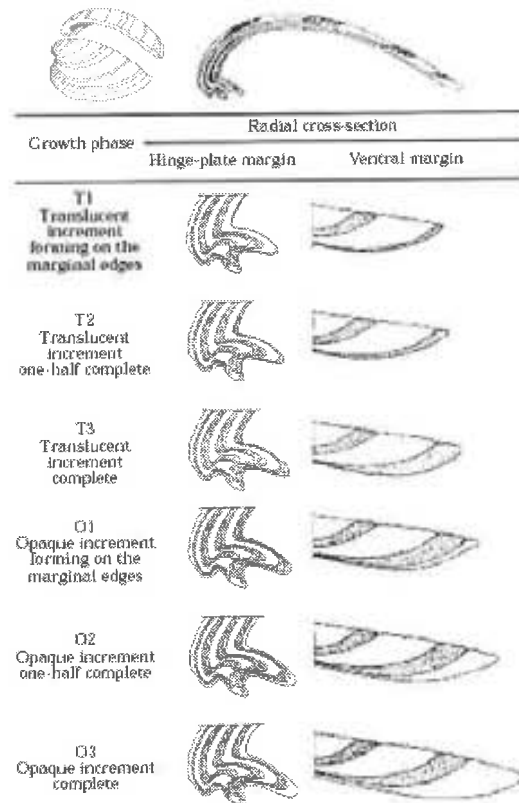 Radial cross-section
Growth phase
Hinge-plate margin Ventral margin
T1
Translucent
increment
forming on the
marginal edges
T2
Translucent
increment
one-half complete
T3
Translucent
increment
complete
O1
Opaque increment
forming on the
marginal edges
O2
Opaque increment
one-half complete
O3
Opaque increment
complete